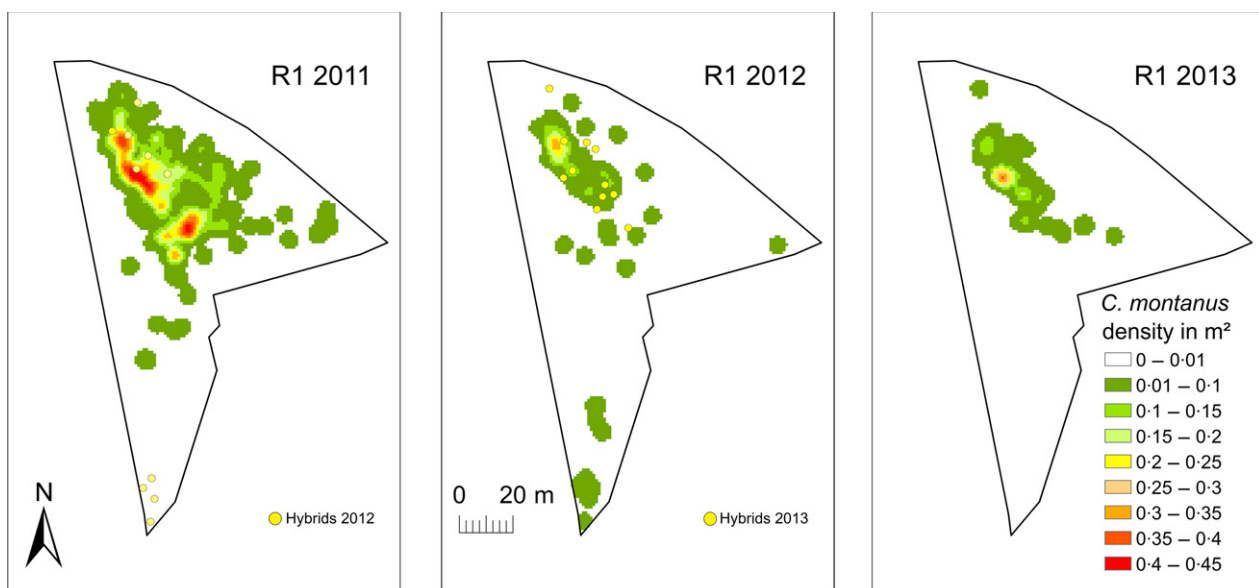 R1 2011
N
Hybrids 2012
R1 2012
0 20 m
Hybrids 2013
R1 2013
C. montanus
density in m²
0 – 0·01
0·01 – 0·1
0·1 – 0·15
0·15 – 0·2
0·2 – 0·25
0·25 – 0·3
0·3 – 0·35
0·35 – 0·4
0·4 – 0·45